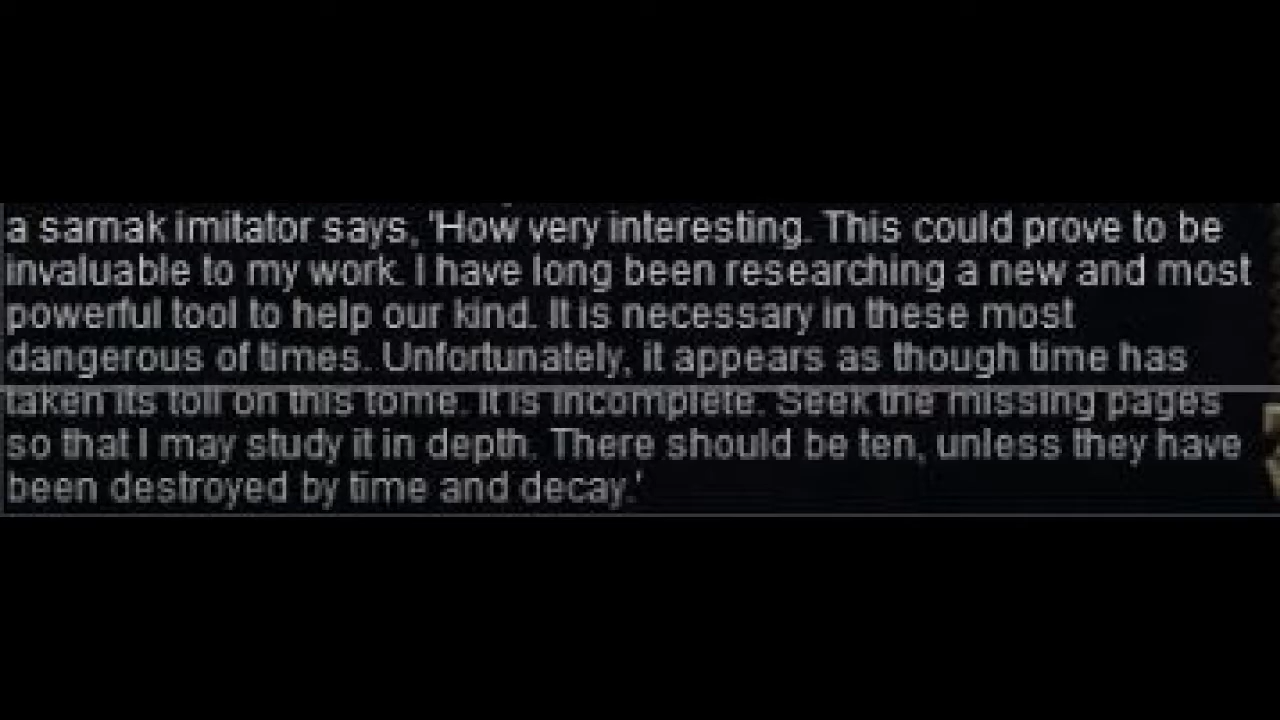 a sarnak imitator says, 'How very interesting. This could prove to be
invaluable to my work. I have long been researching a new and most
powerful tool to help our kind. It is necessary in these most
dangerous of times. Unfortunately, it appears as though time has
taken its toll on this tome. It is incomplete. Seek the missing pages
so that I may study it in depth. There should be ten, unless they have
been destroyed by time and decay.'